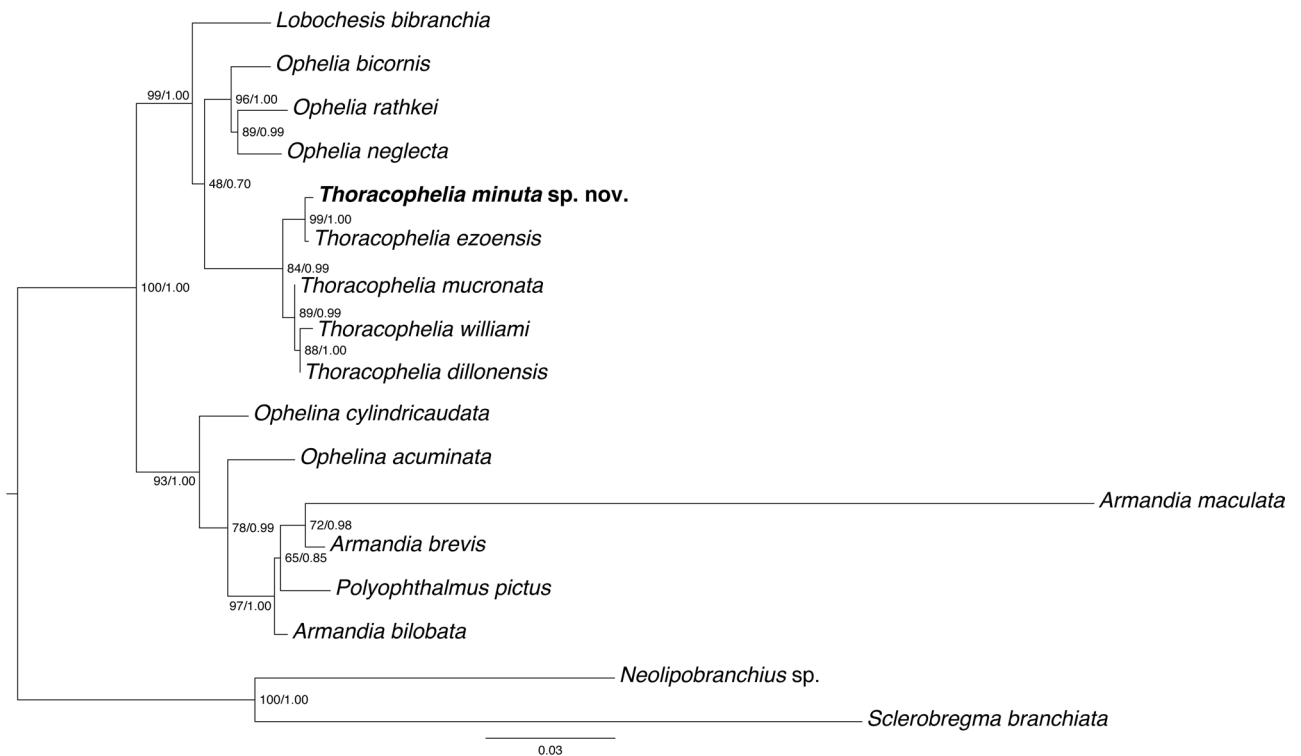 Lobochesis bibranchia
Ophelia bicornis
99/1.00
96/1.00
Ophelia rathkei
89/0.99
Ophelia neglecta
48/0.70
Thoracophelia minuta sp. nov.
99/1.00
Thoracophelia ezoensis
84/0.99
Thoracophelia mucronata
100/1.00
89/0.99
Thoracophelia williami
88/1.00
Thoracophelia dillonensis
Ophelina cylindricaudata
Ophelina acuminata
93/1.00
Armandia maculata
78/0.99
72/0.98
Armandia brevis
65/0.85
Polyophthalmus pictus
97/1.00
Armandia bilobata
Neolipobranchius sp.
100/1.00
Sclerobregma branchiata
0.03